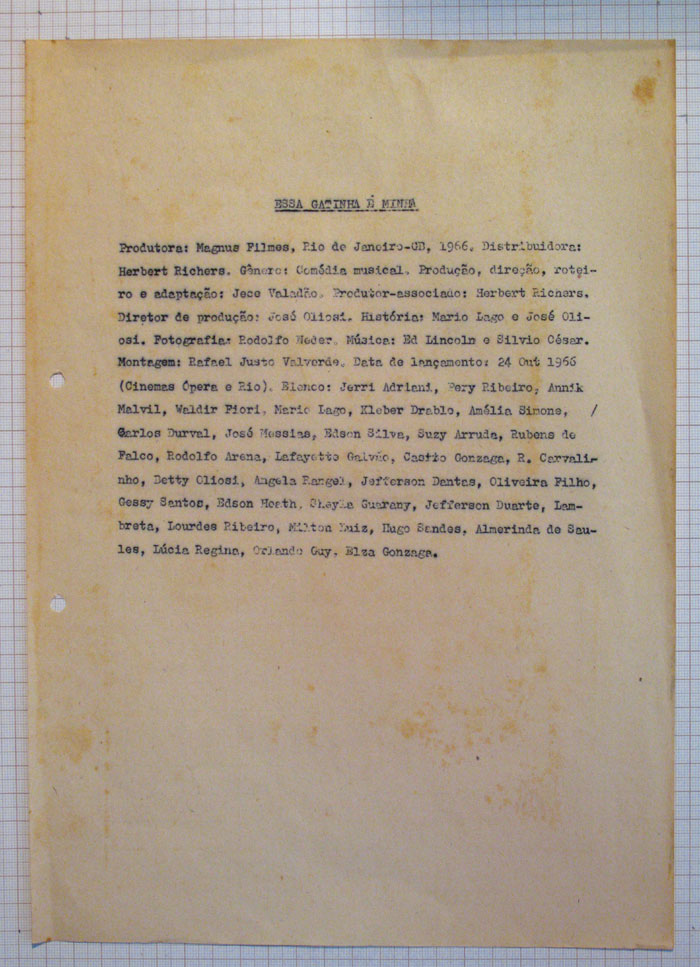 ESSA GATINHA É MINHA
Produtora: Magnus Filmes, Rio de Janeiro-GB, 1966. Distribuidora:
Herbert Richers. Gênero: Comédia musical. Produção, direção, rotei-
ro e adaptação: Jece Valadão. Produtor-associado: Herbert Richers.
Diretor de produção: José Oliosi. História: Mario Lago e José Oli-
osi. Fotografia: Rodolfo Neder. Música: Ed Lincoln e Silvio César.
Montagem: Rafael Justo Valverde. Data de lançamento: 24 Out 1966
(Cinemas Ópera e Rio). Elenco: Jerri Adriani, Pery Ribeiro, Annik
Malvil, Waldir Fiori, Mario Lago, Kleber Drable, Amélia Simone, /
Carlos Durval, José Messias, Edson Silva, Suzy Arruda, Rubens de
Falco, Rodolfo Arena, Lafayette Galvão, Castro Gonzaga, R. Carvali-
nho, Betty Oliosi, Angela Rangel, Jefferson Dantas, Oliveira Filho,
Gessy Santos, Edson Heath, Sheyla Guarany, Jefferson Duarte, Lam-
breta, Lourdes Ribeiro, Milton Luiz, Hugo Sandes, Almerinda de Sau-
les, Lúcia Regina, Orlando Guy, Elza Gonzaga.